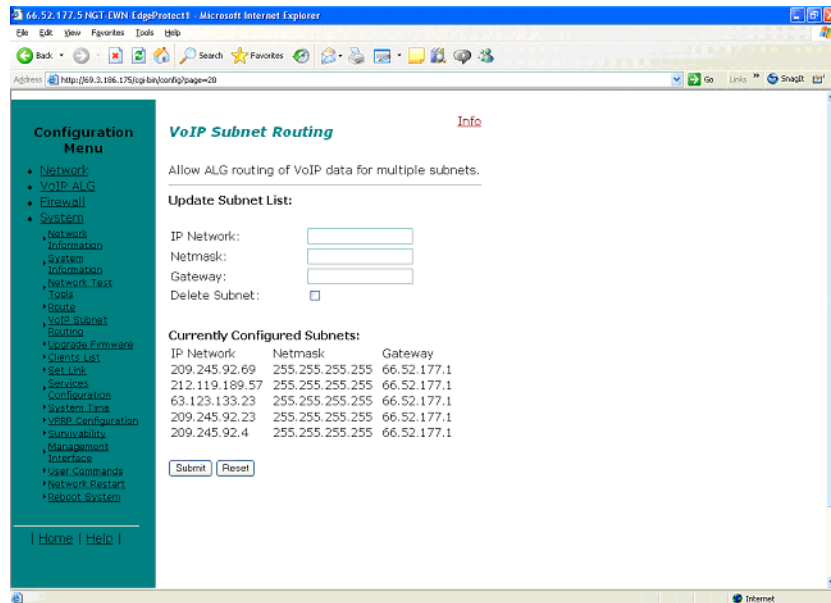 66.52.177.5 NGT-EWN-EdgeProtect1 - Microsoft Internet Explorer
File Edit View Favorites Tools Help
Back Search Favorites
Address http://69.3.186.175/cgi-bin/config?page=20 Go Links » SnagIt
Configuration
Menu
Network
VoIP ALG
Firewall
System
Network
Information
System
Information
Network Test
Tools
Route
VoIP Subnet
Routing
Upgrade Firmware
Clients List
Set Link
Services
Configuration
System Time
VRRP Configuration
Survivability
Management
Interface
User Commands
Network Restart
Reboot System
| Home | Help |
Info
VoIP Subnet Routing
Allow ALG routing of VoIP data for multiple subnets.
Update Subnet List:
IP Network:
Netmask:
Gateway:
Delete Subnet:
Currently Configured Subnets:
IP Network Netmask Gateway
209.245.92.69 255.255.255.255 66.52.177.1
212.119.189.57 255.255.255.255 66.52.177.1
63.123.133.23 255.255.255.255 66.52.177.1
209.245.92.23 255.255.255.255 66.52.177.1
209.245.92.4 255.255.255.255 66.52.177.1
Submit Reset
Internet